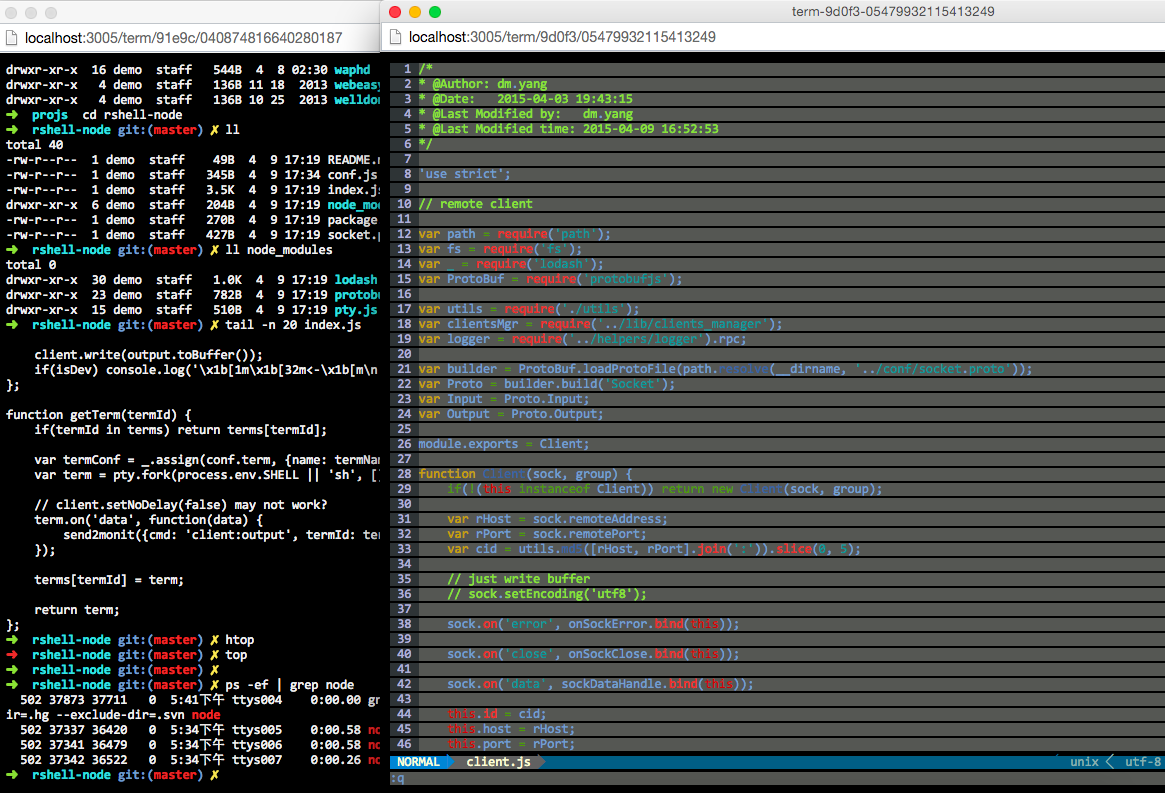 localhost:3005/term/91e9c/040874816640280187
drwxr-xr-x  16 demo  staff   544B  4  8 02:30 waphd
drwxr-xr-x   4 demo  staff   136B 11 18  2013 webeasy
drwxr-xr-x   4 demo  staff   136B 10 25  2013 welldon
➜  projs  cd rshell-node
➜  rshell-node git:(master) ✗ ll
total 40
-rw-r--r--  1 demo  staff    49B  4  9 17:19 README.
-rw-r--r--  1 demo  staff   345B  4  9 17:34 conf.js
-rw-r--r--  1 demo  staff   3.5K  4  9 17:19 index.js
drwxr-xr-x  6 demo  staff   204B  4  9 17:19 node_mo
-rw-r--r--  1 demo  staff   270B  4  9 17:19 package
-rw-r--r--  1 demo  staff   427B  4  9 17:19 socket.p
➜  rshell-node git:(master) ✗ ll node_modules
total 0
drwxr-xr-x  30 demo  staff   1.0K  4  9 17:19 lodash
drwxr-xr-x  23 demo  staff   782B  4  9 17:19 protobu
drwxr-xr-x  15 demo  staff   510B  4  9 17:19 pty.js
➜  rshell-node git:(master) ✗ tail -n 20 index.js
    client.write(output.toBuffer());
    if(isDev) console.log('\x1b[1m\x1b[32m<-\x1b[m\n
};
function getTerm(termId) {
    if(termId in terms) return terms[termId];
    var termConf = _.assign(conf.term, {name: termNam
    var term = pty.fork(process.env.SHELL || 'sh', [
    // client.setNoDelay(false) may not work?
    term.on('data', function(data) {
        send2monit({cmd: 'client:output', termId: te
    });
    terms[termId] = term;
    return term;
};
➜  rshell-node git:(master) ✗ htop
➜  rshell-node git:(master) ✗ top
➜  rshell-node git:(master) ✗
➜  rshell-node git:(master) ✗ ps -ef | grep node
  502 37873 37711   0  5:41下午 ttys004    0:00.00 gr
ir=.hg --exclude-dir=.svn node
  502 37337 36420   0  5:34下午 ttys005    0:00.58 no
  502 37341 36479   0  5:34下午 ttys006    0:00.58 no
  502 37342 36522   0  5:34下午 ttys007    0:00.26 no
➜  rshell-node git:(master) ✗
term-9d0f3-05479932115413249
localhost:3005/term/9d0f3/05479932115413249
1 /*
2 * @Author: dm.yang
3 * @Date:   2015-04-03 19:43:15
4 * @Last Modified by:   dm.yang
5 * @Last Modified time: 2015-04-09 16:52:53
6 */
7
8 'use strict';
9
10 // remote client
11
12 var path = require('path');
13 var fs = require('fs');
14 var _ = require('lodash');
15 var ProtoBuf = require('protobufjs');
16
17 var utils = require('./utils');
18 var clientsMgr = require('../lib/clients_manager');
19 var logger = require('../helpers/logger').rpc;
20
21 var builder = ProtoBuf.loadProtoFile(path.resolve(__dirname, '../conf/socket.proto'));
22 var Proto = builder.build('Socket');
23 var Input = Proto.Input;
24 var Output = Proto.Output;
25
26 module.exports = Client;
27
28 function Client(sock, group) {
29     if(!(this instanceof Client)) return new Client(sock, group);
30
31     var rHost = sock.remoteAddress;
32     var rPort = sock.remotePort;
33     var cid = utils.md5([rHost, rPort].join(':')).slice(0, 5);
34
35     // just write buffer
36     // sock.setEncoding('utf8');
37
38     sock.on('error', onSockError.bind(this));
39
40     sock.on('close', onSockClose.bind(this));
41
42     sock.on('data', sockDataHandle.bind(this));
43
44     this.id = cid;
45     this.host = rHost;
46     this.port = rPort;
NORMAL  client.js  unix  utf-8
:q